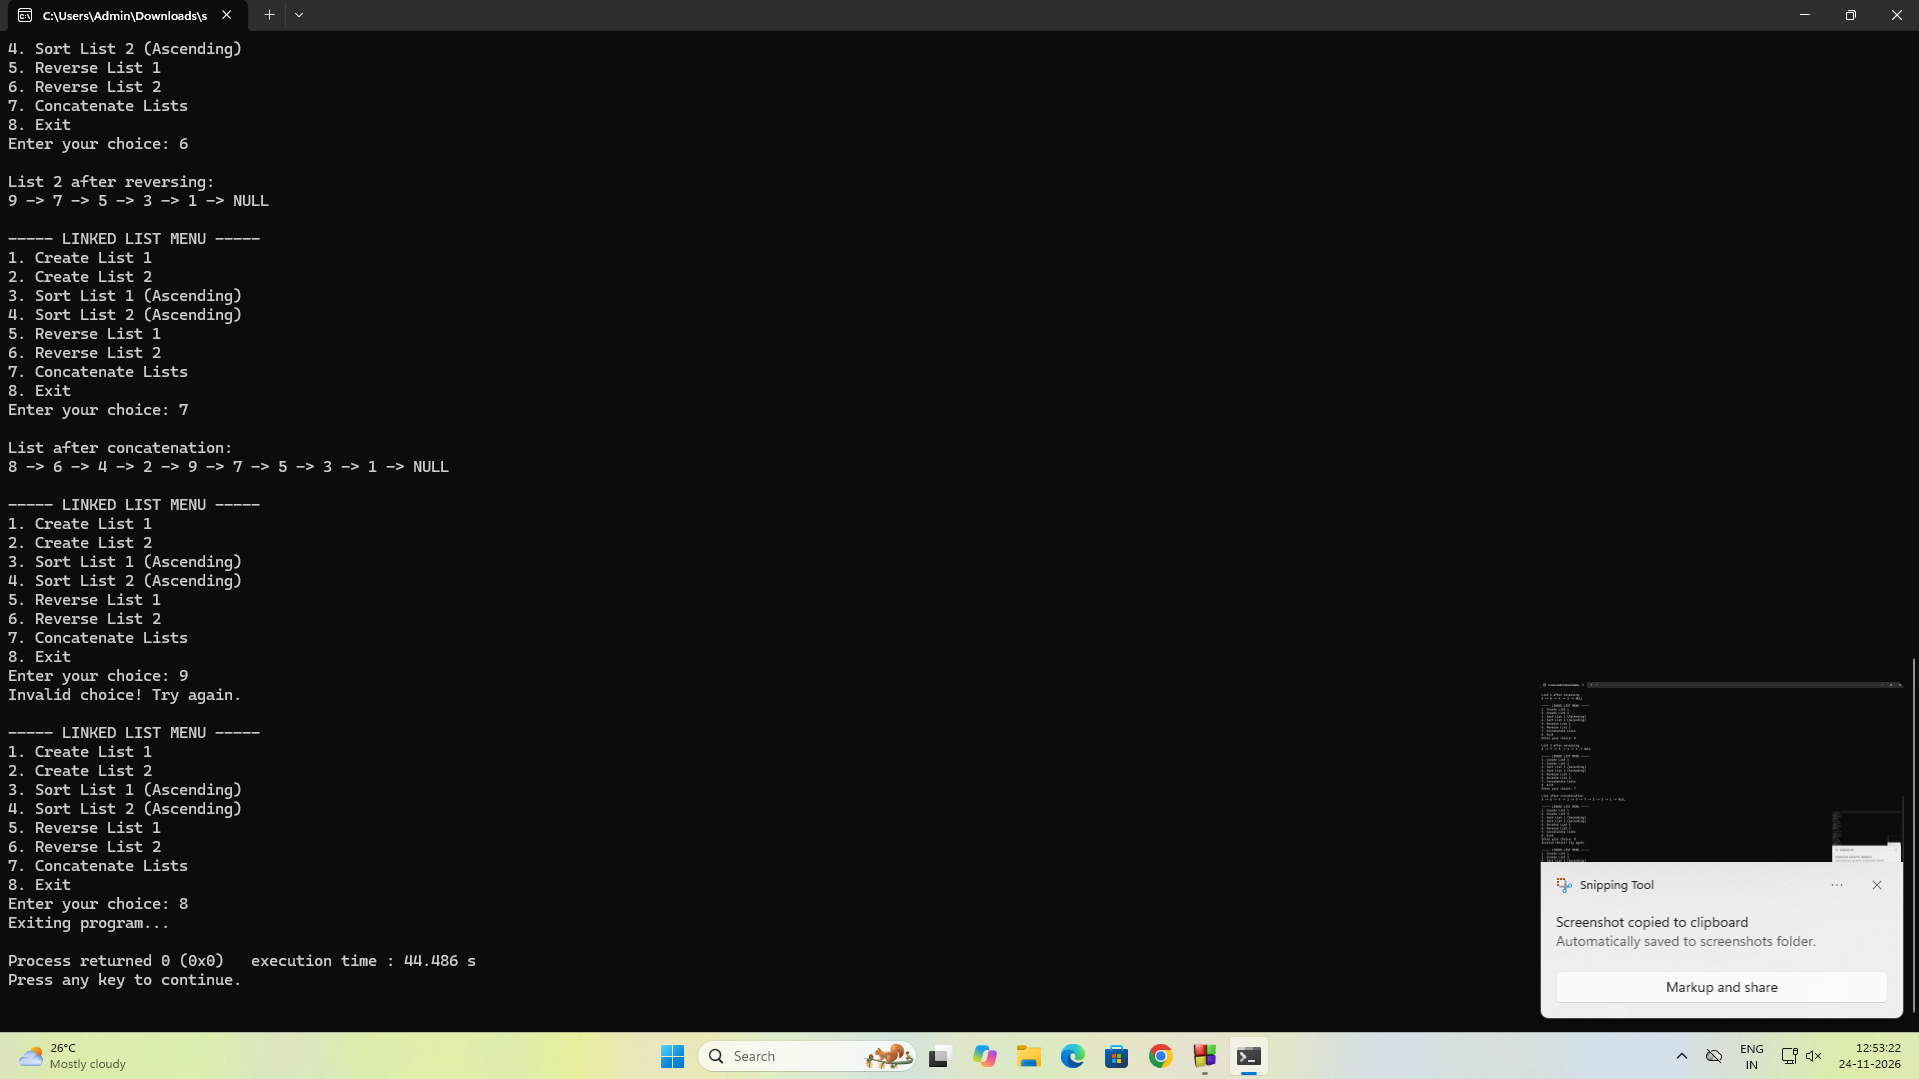 C:\Users\Admin\Downloads\s
4. Sort List 2 (Ascending)
5. Reverse List 1
6. Reverse List 2
7. Concatenate Lists
8. Exit
Enter your choice: 6
List 2 after reversing:
9 -> 7 -> 5 -> 3 -> 1 -> NULL
----- LINKED LIST MENU -----
1. Create List 1
2. Create List 2
3. Sort List 1 (Ascending)
4. Sort List 2 (Ascending)
5. Reverse List 1
6. Reverse List 2
7. Concatenate Lists
8. Exit
Enter your choice: 7
List after concatenation:
8 -> 6 -> 4 -> 2 -> 9 -> 7 -> 5 -> 3 -> 1 -> NULL
----- LINKED LIST MENU -----
1. Create List 1
2. Create List 2
3. Sort List 1 (Ascending)
4. Sort List 2 (Ascending)
5. Reverse List 1
6. Reverse List 2
7. Concatenate Lists
8. Exit
Enter your choice: 9
Invalid choice! Try again.
----- LINKED LIST MENU -----
1. Create List 1
2. Create List 2
3. Sort List 1 (Ascending)
4. Sort List 2 (Ascending)
5. Reverse List 1
6. Reverse List 2
7. Concatenate Lists
8. Exit
Enter your choice: 8
Exiting program...
Process returned 0 (0x0)   execution time : 44.486 s
Press any key to continue.
Snipping Tool
Screenshot copied to clipboard
Automatically saved to screenshots folder.
Markup and share
26°C
Mostly cloudy
Search
ENG
IN
12:53:22
24-11-2026